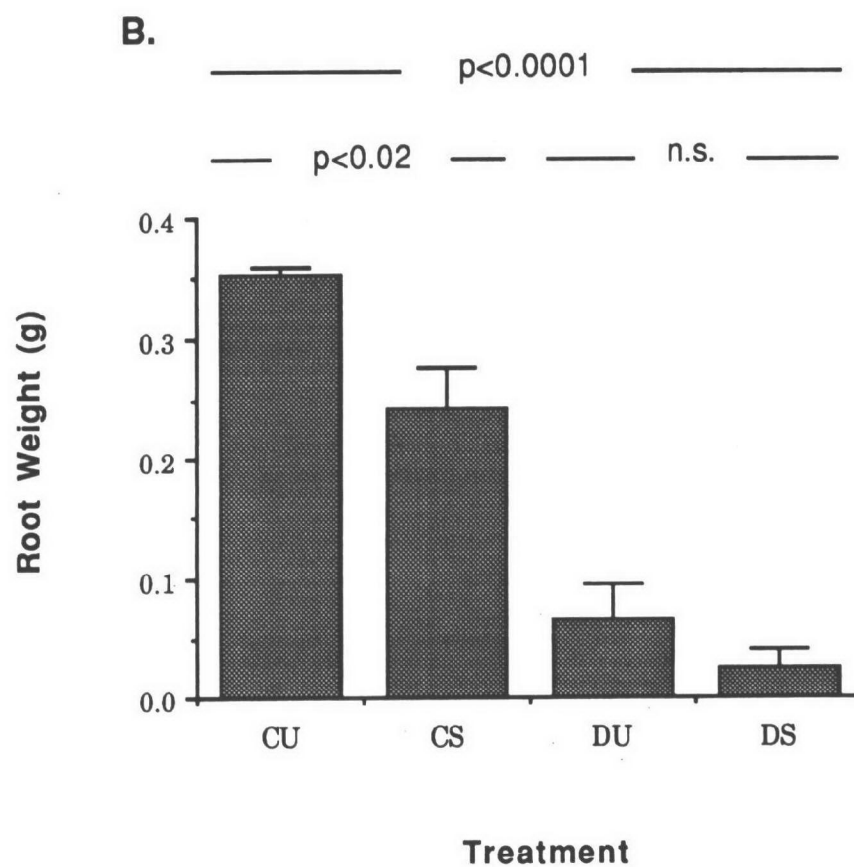 B.
p<0.0001
p<0.02 n.s.
0.4
0.3
0.2
0.1
0.0
Root Weight (g)
CU CS DU DS
Treatment